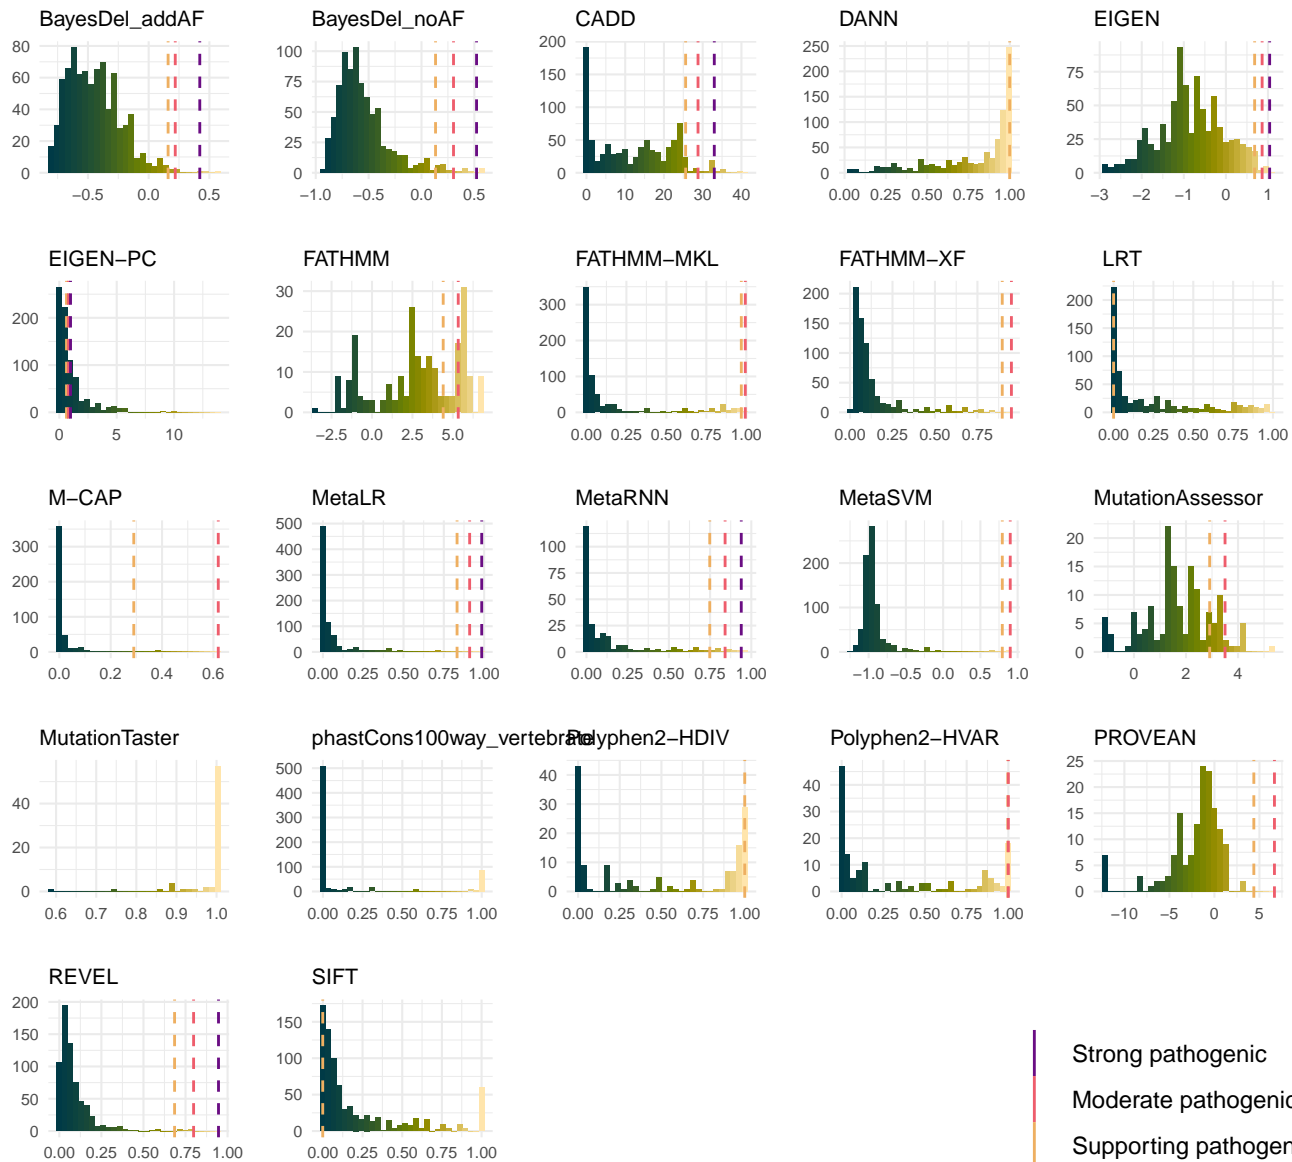 BayesDel_addAF BayesDel_noAF CADD DANN EIGEN
80 60 40 20 0 −0.5 0.0 0.5
100 75 50 25 0 −1.0 −0.5 0.0 0.5
200 150 100 50 0 0 10 20 30 40
250 200 150 100 50 0 0.00 0.25 0.50 0.75 1.00
75 50 25 0 −3 −2 −1 0 1
EIGEN−PC FATHMM FATHMM−MKL FATHMM−XF LRT
200 100 0 0 5 10
30 20 10 0 −2.5 0.0 2.5 5.0
300 200 100 0 0.00 0.25 0.50 0.75 1.00
200 150 100 50 0 0.00 0.25 0.50 0.75
200 150 100 50 0 0.00 0.25 0.50 0.75 1.00
M−CAP MetaLR MetaRNN MetaSVM MutationAssessor
300 200 100 0 0.0 0.2 0.4 0.6
500 400 300 200 100 0 0.00 0.25 0.50 0.75 1.00
100 75 50 25 0 0.00 0.25 0.50 0.75 1.00
200 100 0 −1.0 −0.5 0.0 0.5 1.0
20 15 10 5 0 0 2 4
MutationTaster phastCons100way_vertebrate Polyphen2−HDIV Polyphen2−HVAR PROVEAN
40 20 0 0.6 0.7 0.8 0.9 1.0
500 400 300 200 100 0 0.00 0.25 0.50 0.75 1.00
40 30 20 10 0 0.00 0.25 0.50 0.75 1.00
40 30 20 10 0 0.00 0.25 0.50 0.75 1.00
25 20 15 10 5 0 −10 −5 0 5
REVEL SIFT
200 150 100 50 0 0.00 0.25 0.50 0.75 1.00
150 100 50 0 0.00 0.25 0.50 0.75 1.00
Strong pathogenic
Moderate pathogenic
Supporting pathogen